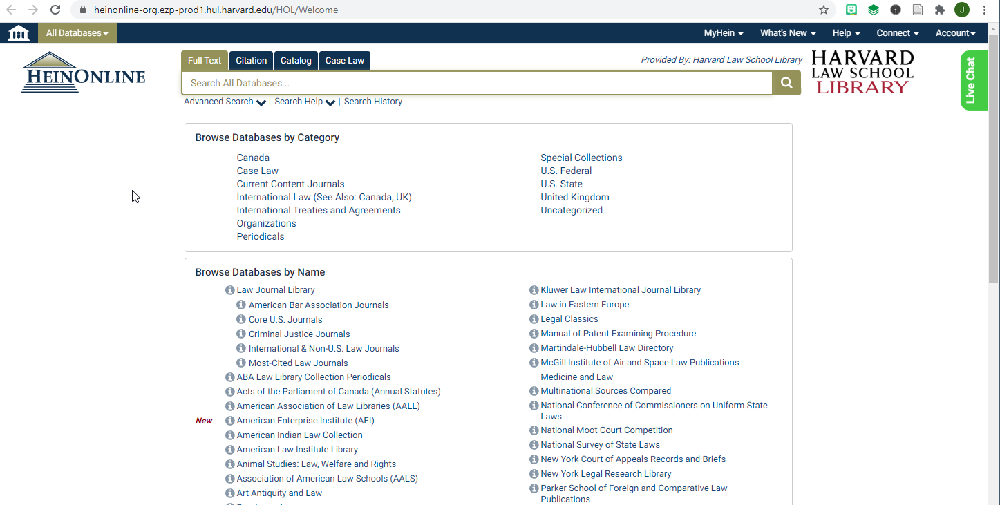 heinonline-org.ezp-prod1.hul.harvard.edu/HOL/Welcome
J
All Databases
MyHein
What's New
Help
Connect
Account
HEINONLINE
Full Text
Citation
Catalog
Case Law
Provided By: Harvard Law School Library
HARVARD
LAW SCHOOL
LIBRARY
Live Chat
Search All Databases...
Advanced Search | Search Help | Search History
Browse Databases by Category
Canada
Case Law
Current Content Journals
International Law (See Also: Canada, UK)
International Treaties and Agreements
Organizations
Periodicals
Special Collections
U.S. Federal
U.S. State
United Kingdom
Uncategorized
Browse Databases by Name
Law Journal Library
American Bar Association Journals
Core U.S. Journals
Criminal Justice Journals
International & Non-U.S. Law Journals
Most-Cited Law Journals
ABA Law Library Collection Periodicals
Acts of the Parliament of Canada (Annual Statutes)
American Association of Law Libraries (AALL)
New American Enterprise Institute (AEI)
American Indian Law Collection
American Law Institute Library
Animal Studies: Law, Welfare and Rights
Association of American Law Schools (AALS)
Art Antiquity and Law
Kluwer Law International Journal Library
Law in Eastern Europe
Legal Classics
Manual of Patent Examining Procedure
Martindale-Hubbell Law Directory
McGill Institute of Air and Space Law Publications
Medicine and Law
Multinational Sources Compared
National Conference of Commissioners on Uniform State
Laws
National Moot Court Competition
National Survey of State Laws
New York Court of Appeals Records and Briefs
New York Legal Research Library
Parker School of Foreign and Comparative Law
Publications